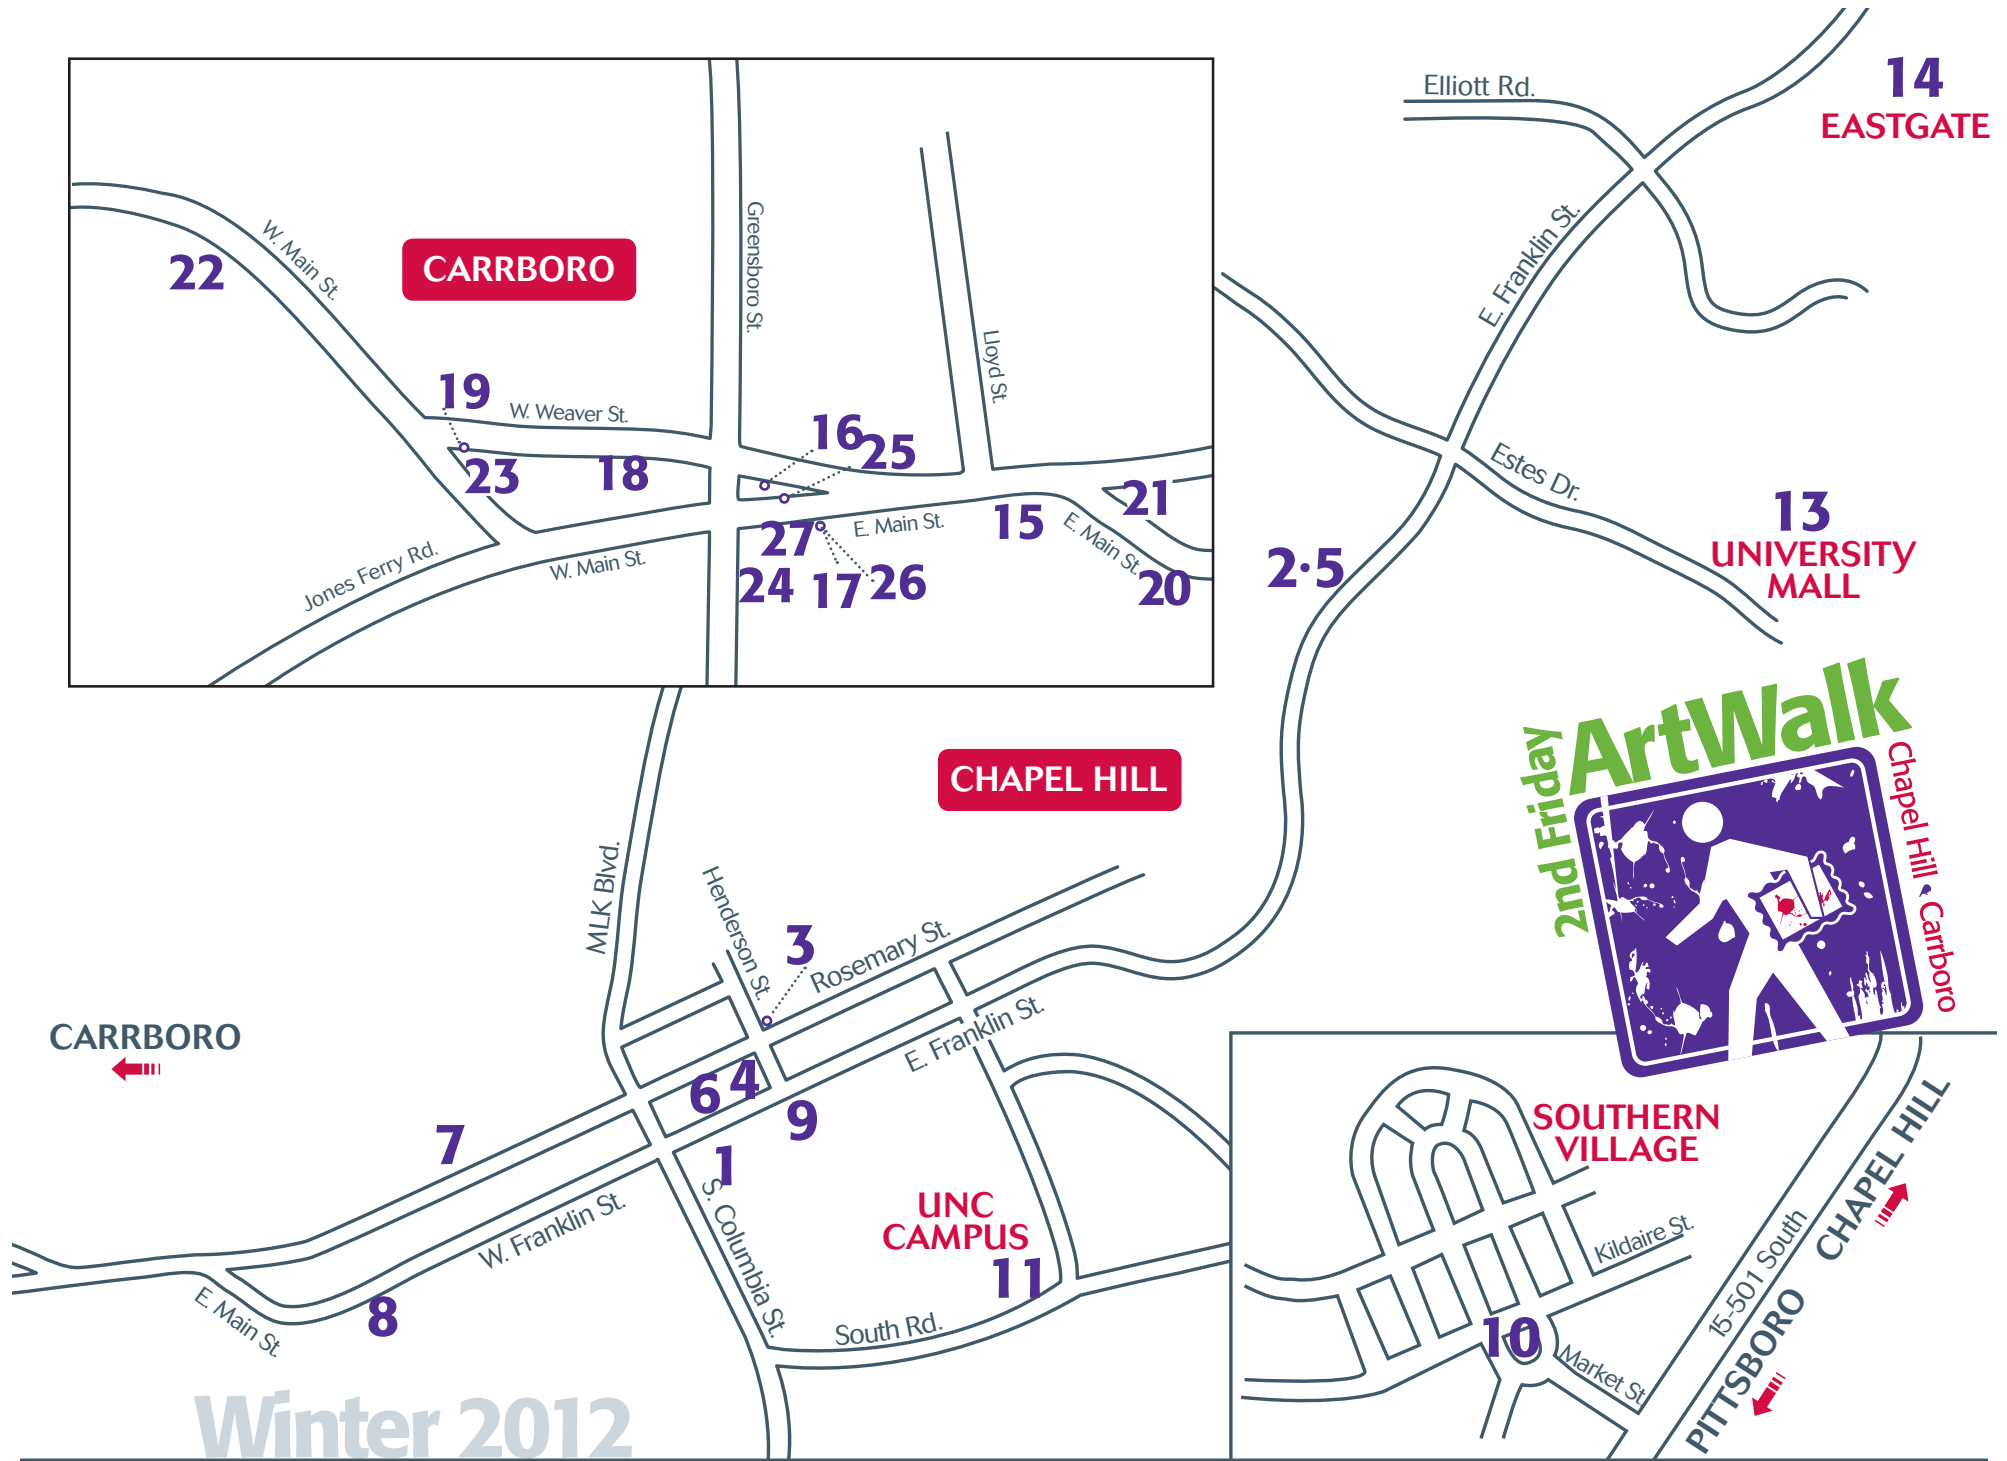 Elliott Rd.
14
EASTGATE
W. Main St.
22
CARRBORO
Greensboro St.
E. Franklin St.
Lloyd St.
19
W. Weaver St.
16
25
23
18
21
Estes Dr.
27
E. Main St.
15
E. Main St.
13
UNIVERSITY
MALL
Jones Ferry Rd.
W. Main St.
24
17
26
20
2·5
2nd Friday
ArtWalk
Chapel Hill • Carrboro
CHAPEL HILL
MLK Blvd.
Henderson St.
3
Rosemary St.
CARRBORO
E. Franklin St.
6
4
9
7
1
SOUTHERN
VILLAGE
CHAPEL HILL
S. Columbia St.
UNC
CAMPUS
W. Franklin St.
11
Kildaire St.
15-501 South
E. Main St.
8
South Rd.
10
Market St.
PITTSBORO
Winter 2012